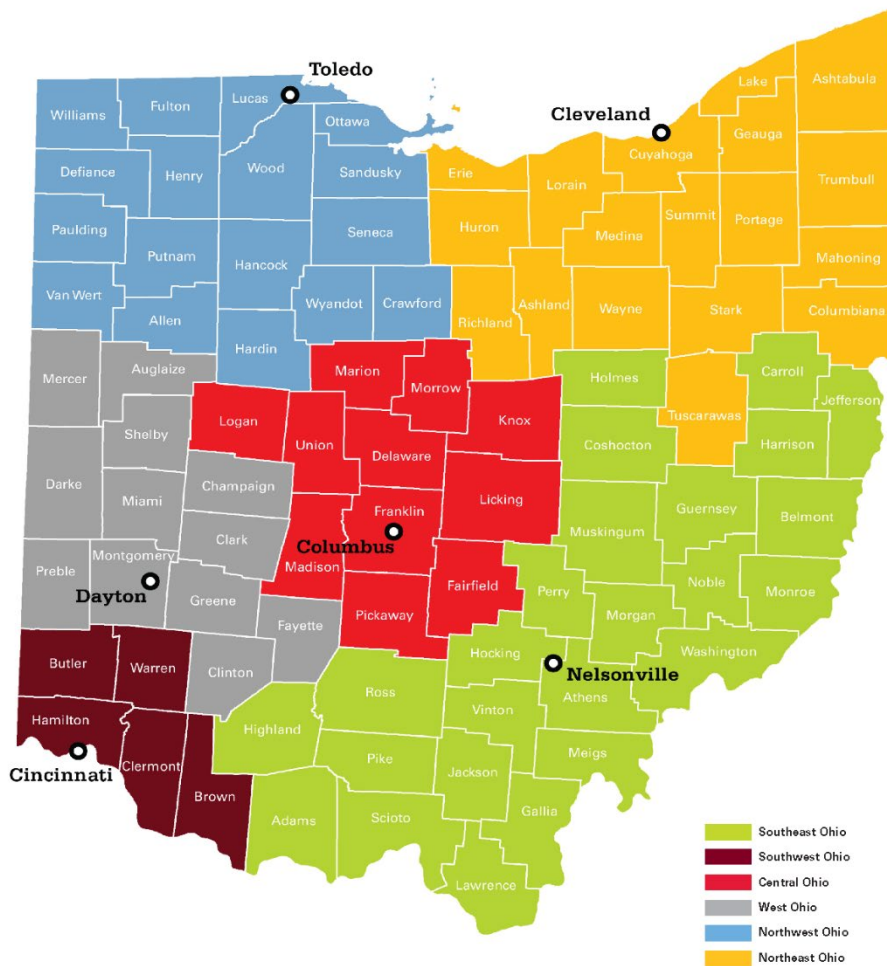 Toledo
Cleveland
Lake
Ashtabula
Williams
Fulton
Lucas
Ottawa
Geauga
Cuyahoga
Defiance
Henry
Wood
Sandusky
Erie
Lorain
Trumbull
Paulding
Seneca
Huron
Medina
Summit
Portage
Putnam
Hancock
Mahoning
Van Wert
Allen
Wyandot
Crawford
Richland
Ashland
Wayne
Stark
Columbiana
Hardin
Mercer
Auglaize
Marion
Morrow
Holmes
Carroll
Jefferson
Logan
Knox
Tuscarawas
Shelby
Union
Delaware
Coshocton
Harrison
Darke
Miami
Champaign
Licking
Franklin
Guernsey
Belmont
Clark
Columbus
Muskingum
Montgomery
Madison
Preble
Dayton
Greene
Fairfield
Perry
Noble
Monroe
Pickaway
Morgan
Fayette
Butler
Warren
Clinton
Hocking
Washington
Nelsonville
Ross
Athens
Hamilton
Highland
Vinton
Clermont
Pike
Meigs
Cincinnati
Brown
Jackson
Adams
Scioto
Gallia
Lawrence
Southeast Ohio
Southwest Ohio
Central Ohio
West Ohio
Northwest Ohio
Northeast Ohio